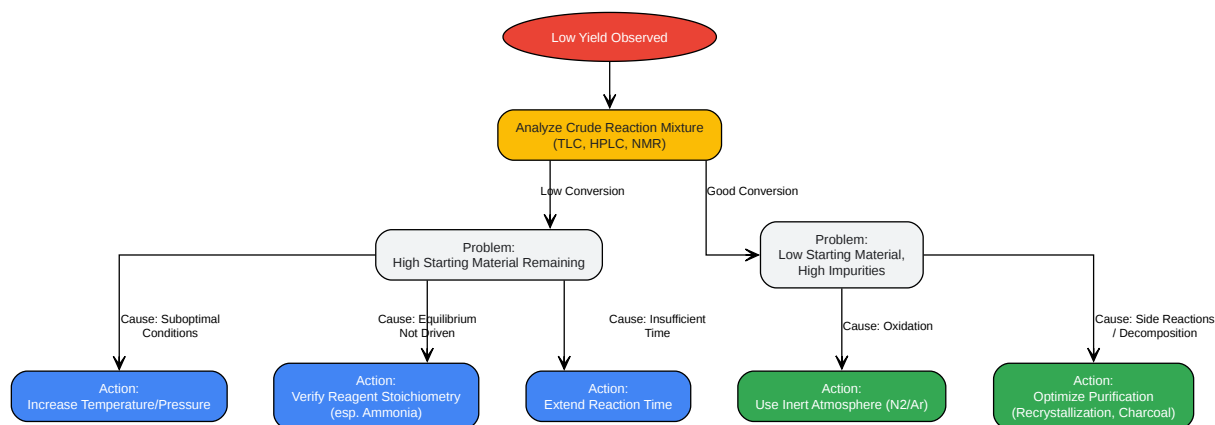 Low Yield Observed
Analyze Crude Reaction Mixture
(TLC, HPLC, NMR)
Low Conversion
Good Conversion
Problem:
High Starting Material Remaining
Problem:
Low Starting Material,
High Impurities
Cause: Suboptimal
Conditions
Cause: Equilibrium
Not Driven
Cause: Insufficient
Time
Cause: Oxidation
Cause: Side Reactions
/ Decomposition
Action:
Increase Temperature/Pressure
Action:
Verify Reagent Stoichiometry
(esp. Ammonia)
Action:
Extend Reaction Time
Action:
Use Inert Atmosphere (N2/Ar)
Action:
Optimize Purification
(Recrystallization, Charcoal)